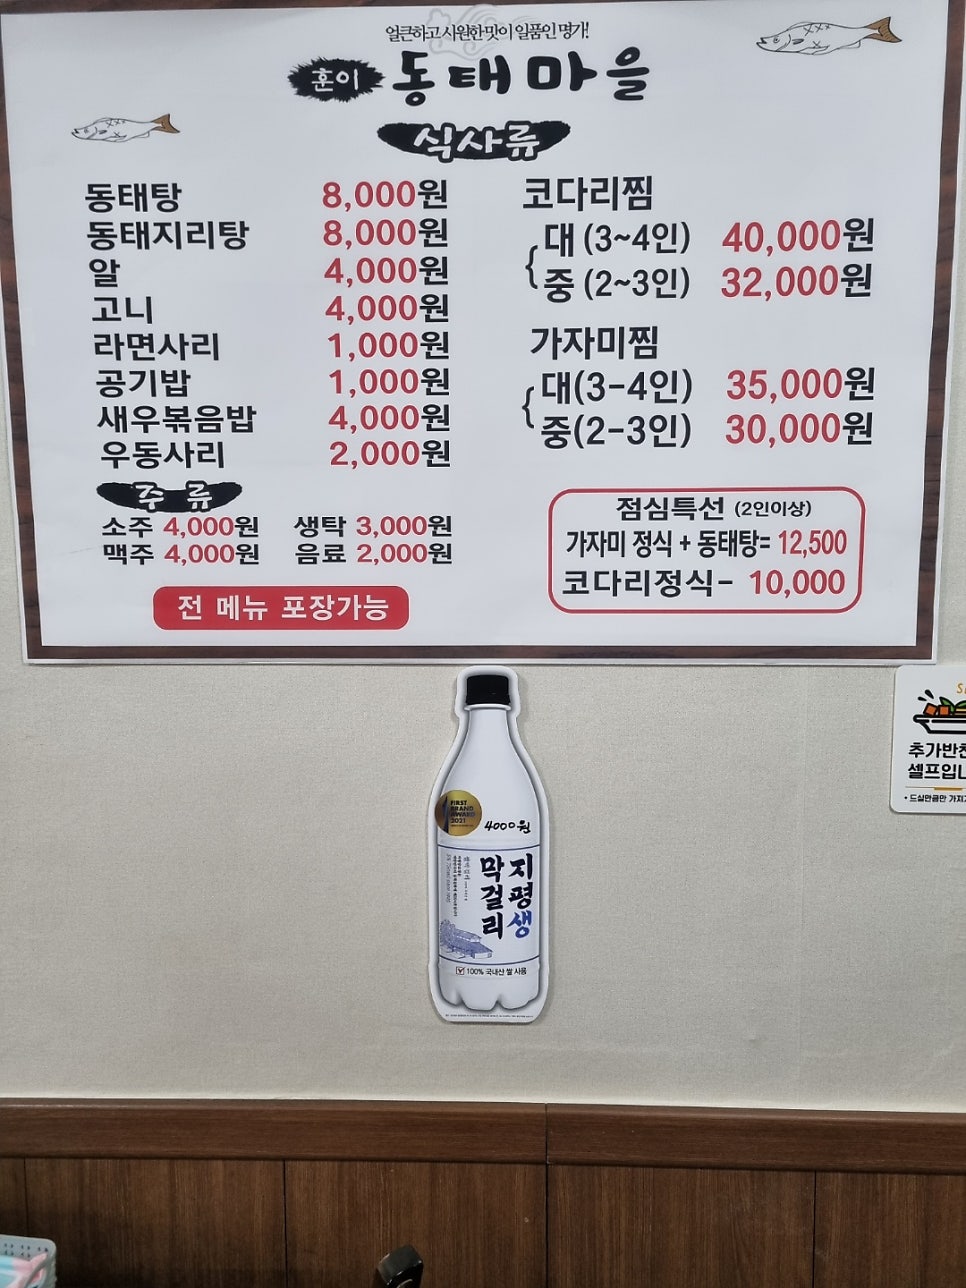 얼큰하고 시원한 맛이 일품인 명가!
훈이 동태마을
식사류
동태탕 8,000원
동태지리탕 8,000원
알 4,000원
고니 4,000원
라면사리 1,000원
공기밥 1,000원
새우볶음밥 4,000원
우동사리 2,000원
주 류
소주 4,000원 생탁 3,000원
맥주 4,000원 음료 2,000원
전 메뉴 포장가능
코다리찜
대 (3~4인) 40,000원
중 (2~3인) 32,000원
가자미찜
대(3-4인) 35,000원
중(2-3인) 30,000원
점심특선 (2인이상)
가자미 정식 + 동태탕= 12,500
코다리정식- 10,000
FIRST
BRAND
AWARD
2021
4000원
지평생
막걸리
100% 국내산 쌀 사용
추가반찬
셀프입니
* 드실만큼만 가져